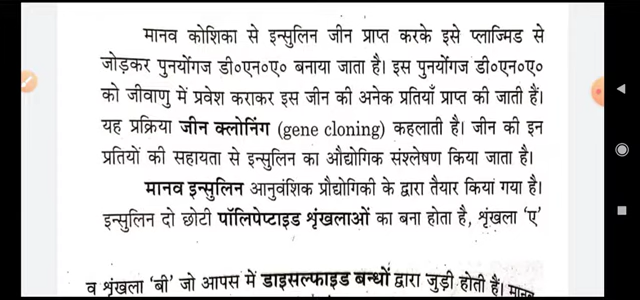 मानव कोशिका से इन्सुलिन जीन प्राप्त करके इसे प्लाज्मिड से
जोड़कर पुनर्योगज डी०एन०ए० बनाया जाता है। इस पुनर्योगज डी०एन०ए०
को जीवाणु में प्रवेश कराकर इस जीन की अनेक प्रतियाँ प्राप्त की जाती हैं।
यह प्रक्रिया जीन क्लोनिंग (gene cloning) कहलाती है। जीन की इन
प्रतियों की सहायता से इन्सुलिन का औद्योगिक संश्लेषण किया जाता है।
मानव इन्सुलिन आनुवंशिक प्रौद्योगिकी के द्वारा तैयार किया गया है।
इन्सुलिन दो छोटी पॉलिपेप्टाइड शृंखलाओं का बना होता है, शृंखला ‘ए’
व शृंखला ‘बी’ जो आपस में डाइसल्फाइड बन्धों द्वारा जुड़ी होती हैं। मानव